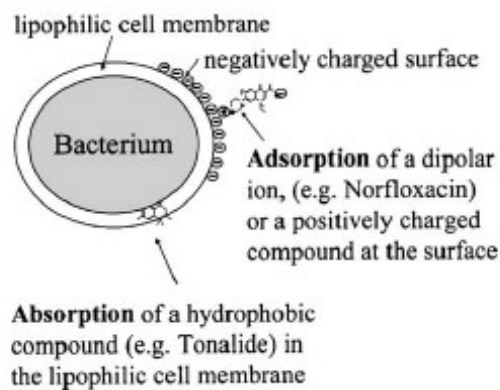 lipophilic cell membrane
negatively charged surface
Bacterium
Adsorption of a dipolar
ion, (e.g. Norfloxacin)
or a positively charged
compound at the surface
Absorption of a hydrophobic
compound (e.g. Tonalide) in
the lipophilic cell membrane